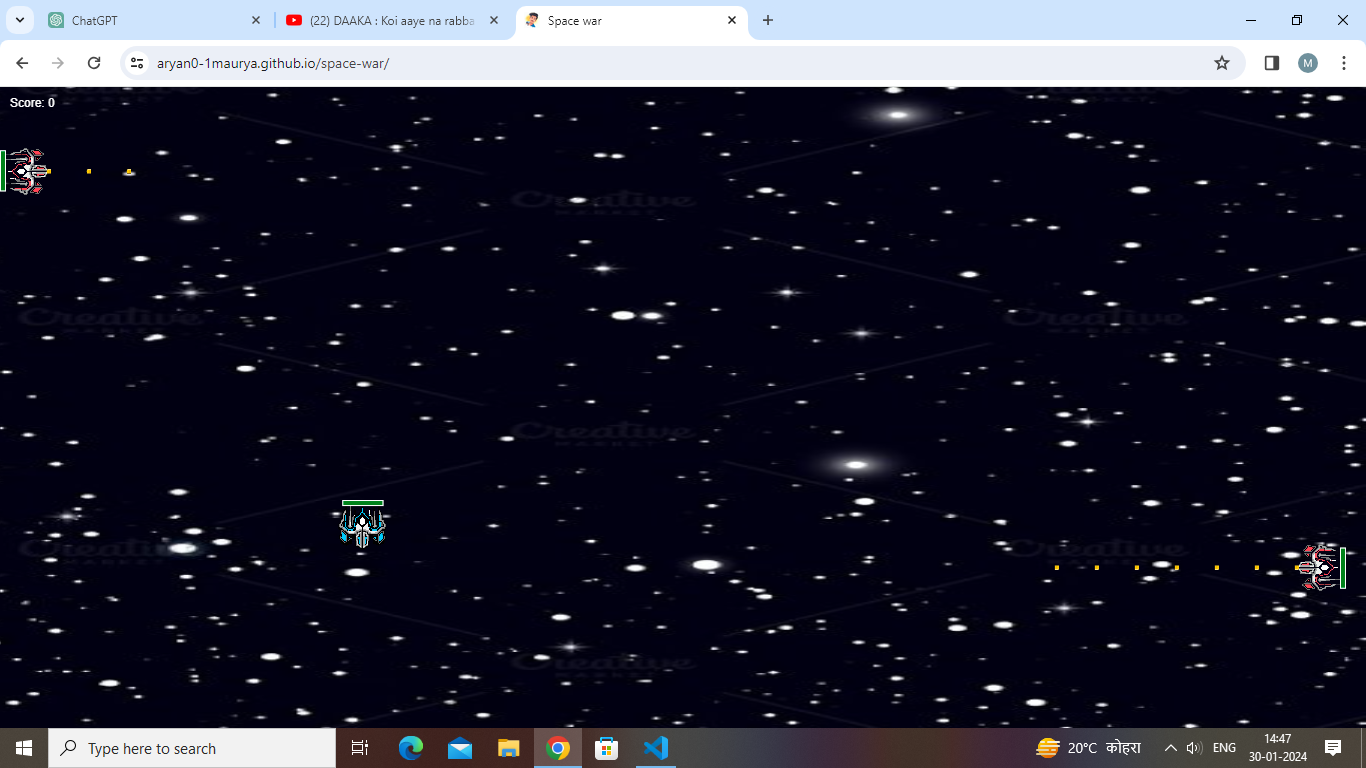 ChatGPT
(22) DAAKA : Koi aaye na rabba
Space war
aryan0-1maurya.github.io/space-war/
M
Score: 0
Creative
MARKET
Creative
MARKET
Creative
MARKET
Creative
MARKET
Creative
MARKET
Creative
MARKET
Creative
MARKET
Type here to search
20°C कोहरा
ENG
14:47
30-01-2024